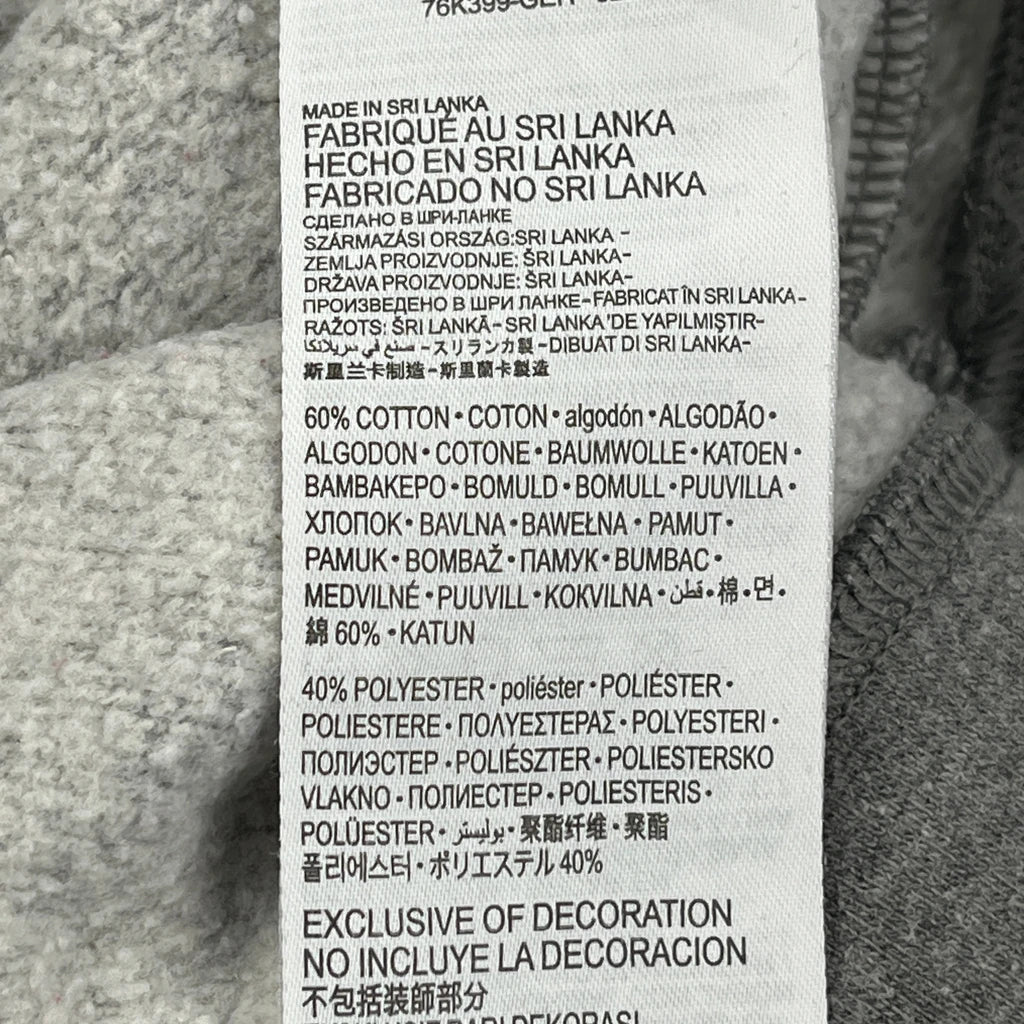 MADE IN SRI LANKA
FABRIQUÉ AU SRI LANKA
HECHO EN SRI LANKA
FABRICADO NO SRI LANKA
СДЕЛАНО В ШРИ-ЛАНКЕ
SZÁRMAZÁSI ORSZÁG:SRI LANKA -
ZEMLJA PROIZVODNJE: ŠRI LANKA-
DRŽAVA PROIZVODNJE: ŠRI LANKA-
ПРОИЗВЕДЕНО В ШРИ ЛАНКЕ-FABRICAT ÎN SRI LANKA-
RAŽOTS: ŠRI LANKĀ-SRİ LANKA'DE YAPILMIŞTIR-
صنع في سريلانكا -スリランカ製-DIBUAT DI SRI LANKA-
斯里兰卡制造-斯里蘭卡製造
60% COTTON•COTON•algodón•ALGODÃO•
ALGODON•COTONE•BAUMWOLLE•KATOEN•
ΒΑΜΒΑΚΕΡΟ•BOMULD•BOMULL•PUUVILLA•
ХЛОПОК•BAVLNA•BAWEŁNA•PAMUT•
PAMUK•BOMBAŽ•ПАМУК•BUMBAC•
MEDVILNÉ•PUUVILL•KOKVILNA•قطن•棉•면•
綿 60%•KATUN
40% POLYESTER•poliéster•POLIÉSTER•
POLIESTERE•ΠΟΛΥΕΣΤΕΡΑΣ•POLYESTERI•
ПОЛИЭСТЕР•POLIÉSZTER•POLIESTERSKO
VLAKNO•ПОЛИЕСТЕР•POLIESTERIS•
POLÜESTER•بوليستر•聚酯纤维•聚酯
폴리에스터•ポリエステル 40%
EXCLUSIVE OF DECORATION
NO INCLUYE LA DECORACION
不包括装師部分